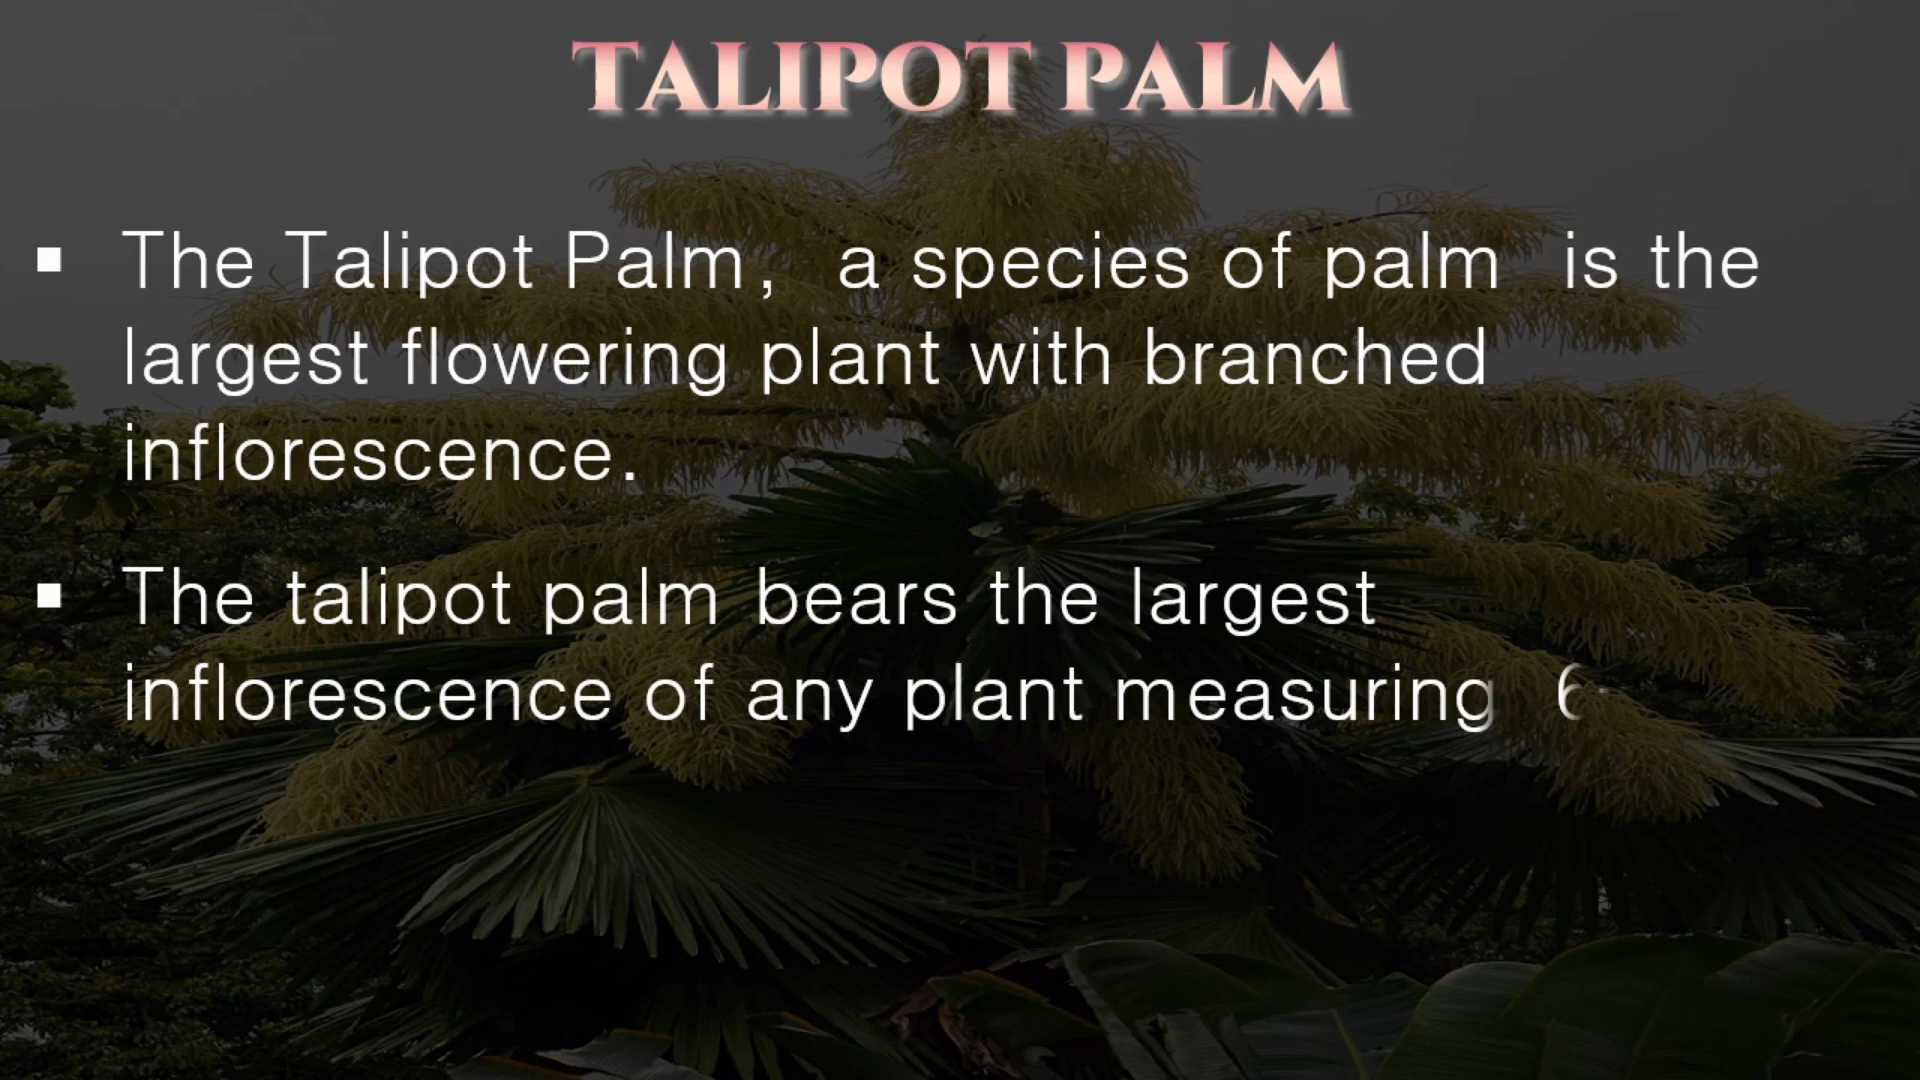 TALIPOT PALM
▪ The Talipot Palm, a species of palm is the
largest flowering plant with branched
inflorescence.
▪ The talipot palm bears the largest
inflorescence of any plant measuring